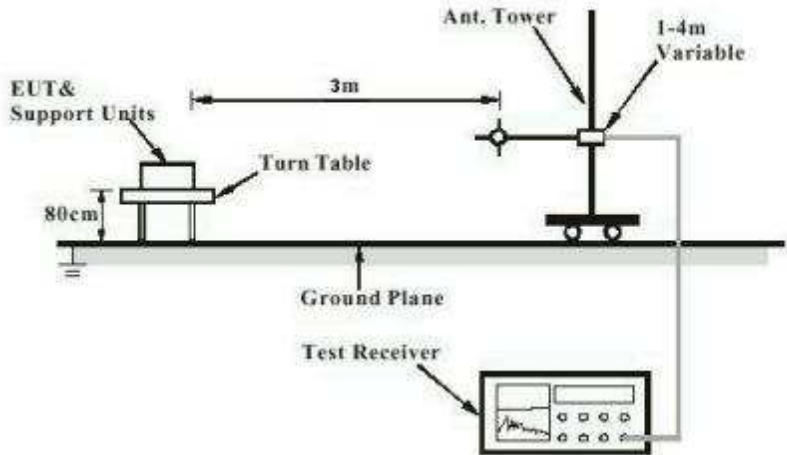 Ant. Tower
1-4m
Variable
3m
EUT&
Support Units
Turn Table
80cm
Ground Plane
Test Receiver